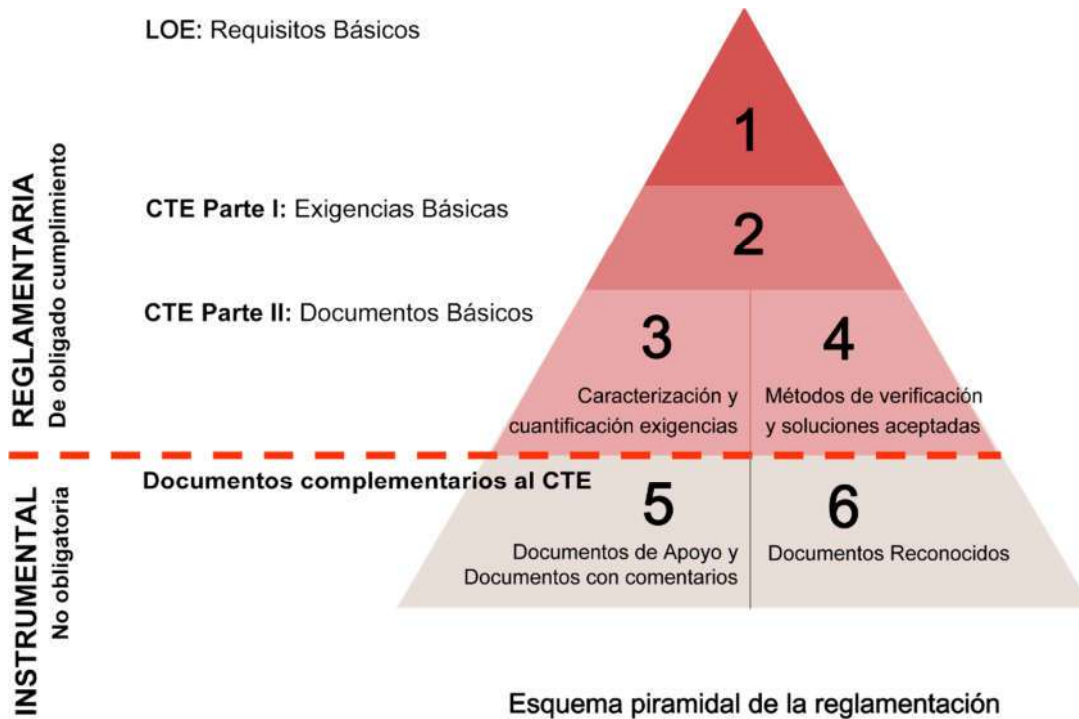 LOE: Requisitos Básicos
1
REGLAMENTARIA
De obligado cumplimiento
CTE Parte I: Exigencias Básicas
2
CTE Parte II: Documentos Básicos
3
Caracterización y
cuantificación exigencias
4
Métodos de verificación
y soluciones aceptadas
INSTRUMENTAL
No obligatoria
Documentos complementarios al CTE
5
Documentos de Apoyo y
Documentos con comentarios
6
Documentos Reconocidos
Esquema piramidal de la reglamentación